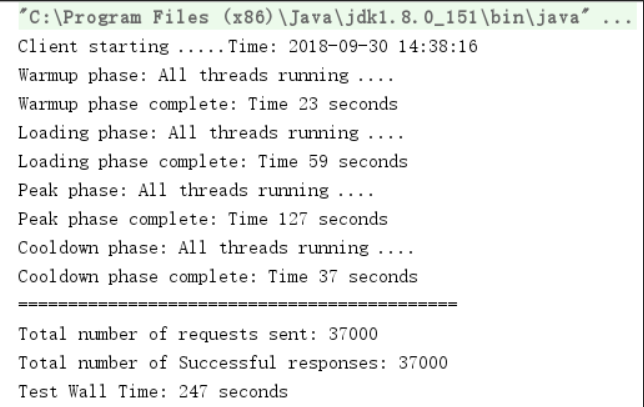 "C:\Program Files (x86)\Java\jdk1.8.0_151\bin\java" ...
Client starting .....Time: 2018-09-30 14:38:16
Warmup phase: All threads running ....
Warmup phase complete: Time 23 seconds
Loading phase: All threads running ....
Loading phase complete: Time 59 seconds
Peak phase: All threads running ....
Peak phase complete: Time 127 seconds
Cooldown phase: All threads running ....
Cooldown phase complete: Time 37 seconds
============================================
Total number of requests sent: 37000
Total number of Successful responses: 37000
Test Wall Time: 247 seconds